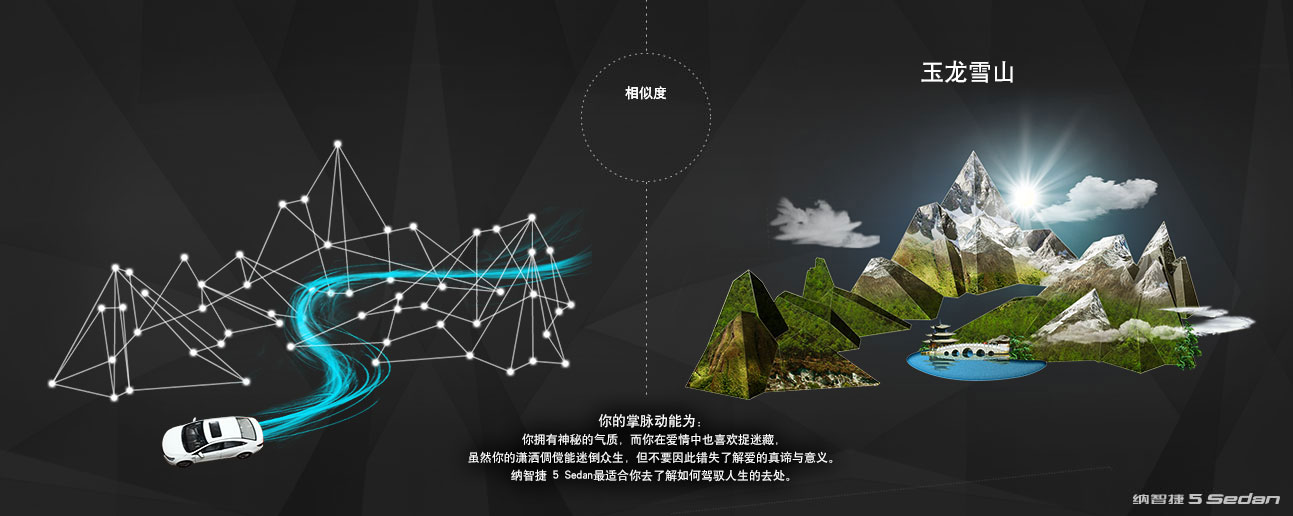 相似度
玉龙雪山
你的掌脉动能为：
你拥有神秘的气质，而你在爱情中也喜欢捉迷藏，
虽然你的潇洒倜傥能迷倒众生，但不要因此错失了解爱的真谛与意义。
纳智捷 5 Sedan最适合你去了解如何驾驭人生的去处。
纳智捷 5 Sedan